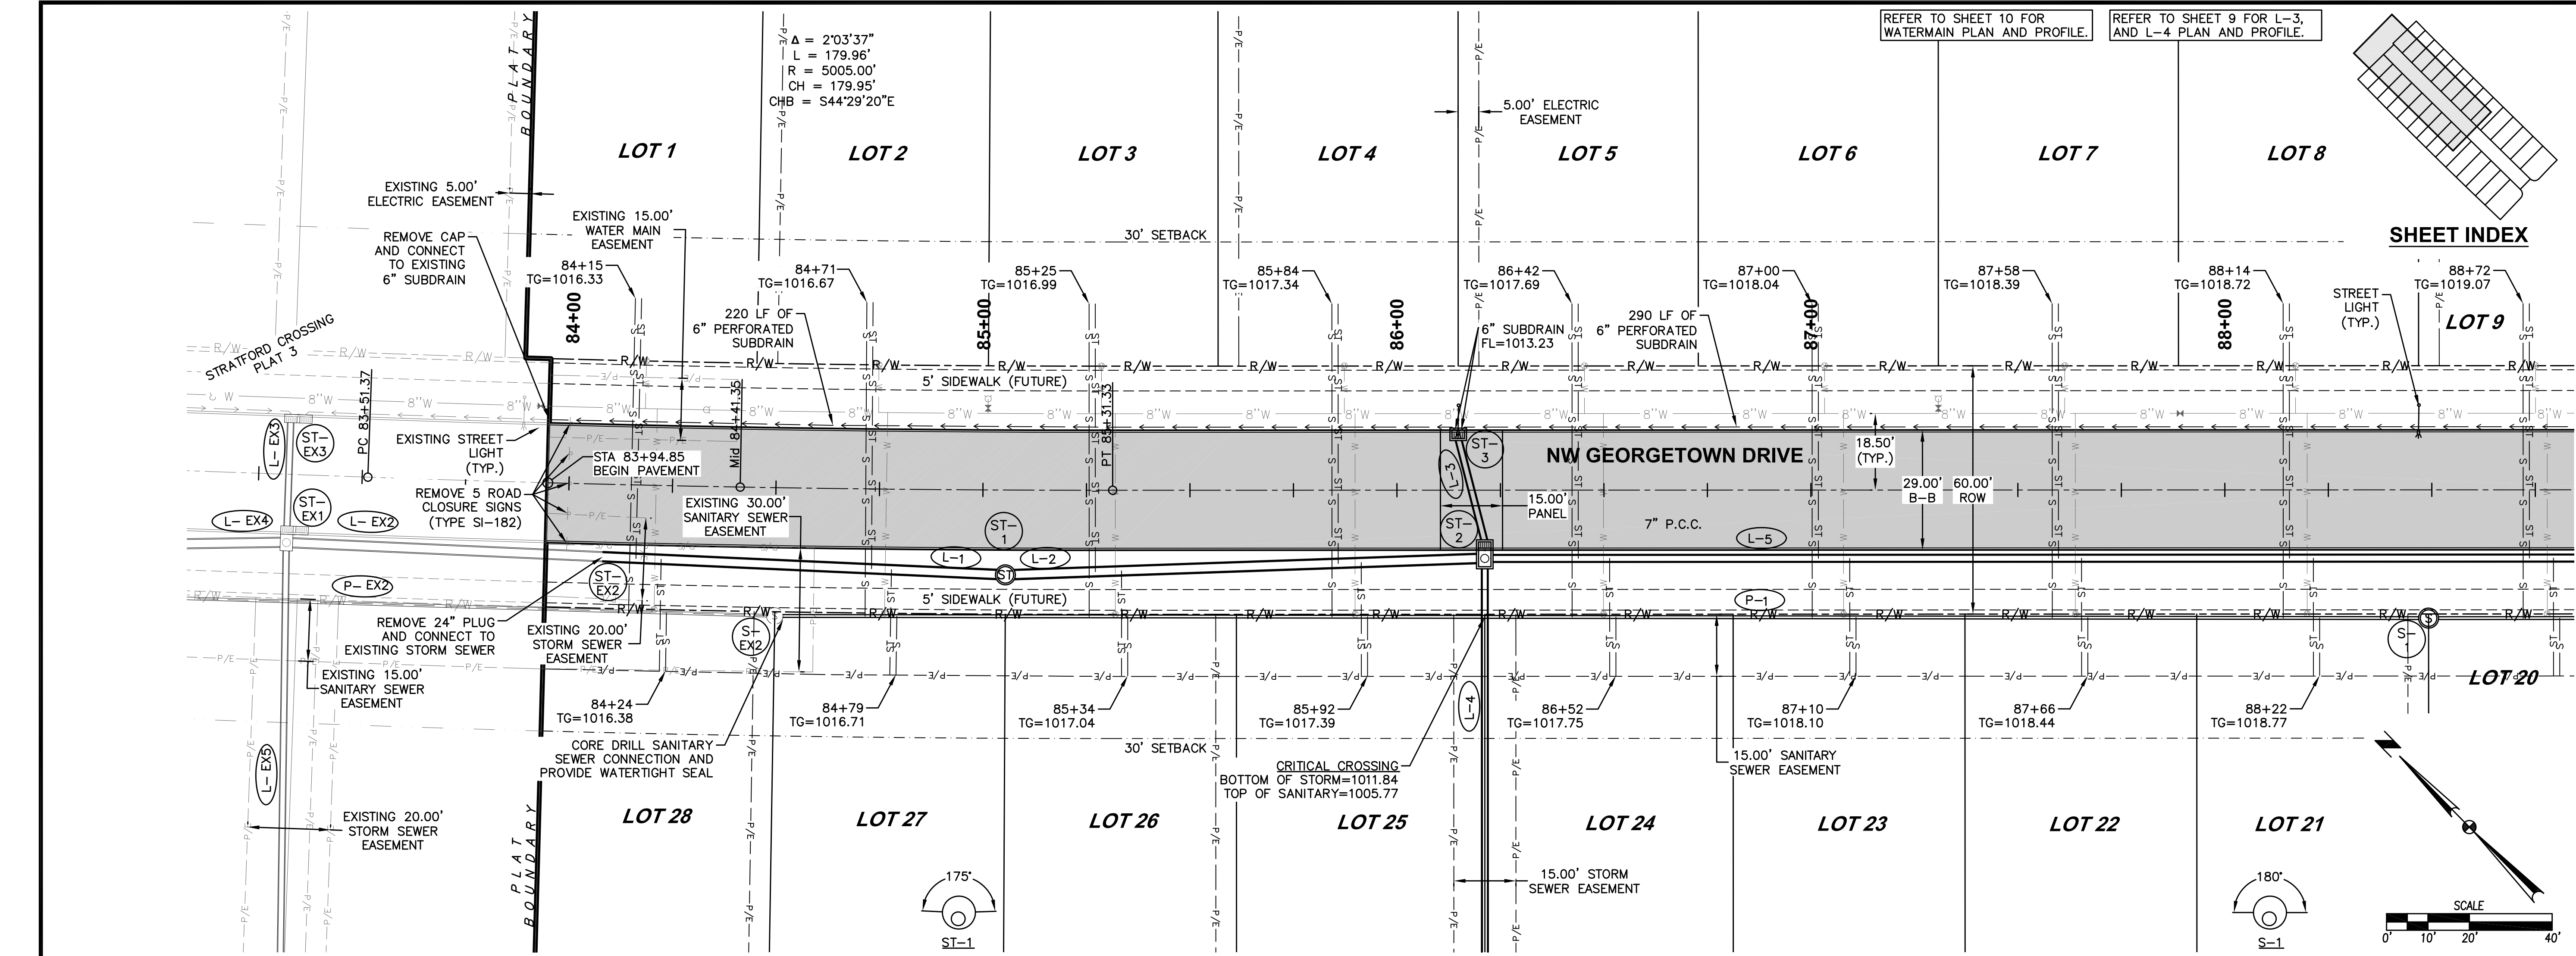 PLAT
BOUNDARY
Δ = 2°03'37"
L = 179.96'
R = 5005.00'
CH = 179.95'
CHB = S44°29'20"E
REFER TO SHEET 10 FOR
WATERMAIN PLAN AND PROFILE.
REFER TO SHEET 9 FOR L-3,
AND L-4 PLAN AND PROFILE.
5.00' ELECTRIC
EASEMENT
LOT 1
LOT 2
LOT 3
LOT 4
LOT 5
LOT 6
LOT 7
LOT 8
EXISTING 5.00'
ELECTRIC EASEMENT
EXISTING 15.00'
WATER MAIN
EASEMENT
REMOVE CAP
AND CONNECT
TO EXISTING
6" SUBDRAIN
30' SETBACK
SHEET INDEX
84+15
TG=1016.33
84+71
TG=1016.67
85+25
TG=1016.99
85+84
TG=1017.34
86+42
TG=1017.69
87+00
TG=1018.04
87+58
TG=1018.39
88+14
TG=1018.72
88+72
TG=1019.07
84+00
85+00
86+00
87+00
88+00
220 LF OF
6" PERFORATED
SUBDRAIN
6" SUBDRAIN
FL=1013.23
290 LF OF
6" PERFORATED
SUBDRAIN
STREET
LIGHT
(TYP.)
LOT 9
STRATFORD CROSSING
PLAT 3
R/W
P/E
5' SIDEWALK (FUTURE)
8"W
PC 83+51.37
Mid 84+41.35
PT 85+31.33
L- EX3
ST-
EX3
EXISTING STREET
LIGHT
(TYP.)
STA 83+94.85
BEGIN PAVEMENT
ST-
3
L-3
NW GEORGETOWN DRIVE
18.50'
(TYP.)
29.00'
B-B
60.00'
ROW
REMOVE 5 ROAD
CLOSURE SIGNS
(TYPE SI-182)
EXISTING 30.00'
SANITARY SEWER
EASEMENT
15.00'
PANEL
7" P.C.C.
L- EX4
ST-
EX1
L- EX2
ST-
1
ST-
2
L-1
L-2
ST
L-5
P- EX2
ST-
EX2
5' SIDEWALK (FUTURE)
P-1
REMOVE 24" PLUG
AND CONNECT TO
EXISTING STORM SEWER
EXISTING 20.00'
STORM SEWER
EASEMENT
S-
EX2
S
S-
1
EXISTING 15.00'
SANITARY SEWER
EASEMENT
84+24
TG=1016.38
84+79
TG=1016.71
85+34
TG=1017.04
85+92
TG=1017.39
86+52
TG=1017.75
87+10
TG=1018.10
87+66
TG=1018.44
88+22
TG=1018.77
LOT 20
L-4
CORE DRILL SANITARY
SEWER CONNECTION AND
PROVIDE WATERTIGHT SEAL
30' SETBACK
CRITICAL CROSSING
BOTTOM OF STORM=1011.84
TOP OF SANITARY=1005.77
15.00' SANITARY
SEWER EASEMENT
L- EX5
EXISTING 20.00'
STORM SEWER
EASEMENT
PLAT
BOUNDARY
LOT 28
LOT 27
LOT 26
LOT 25
LOT 24
LOT 23
LOT 22
LOT 21
175°
ST-1
15.00' STORM
SEWER EASEMENT
180°
S-1
SCALE
0' 10' 20' 40'